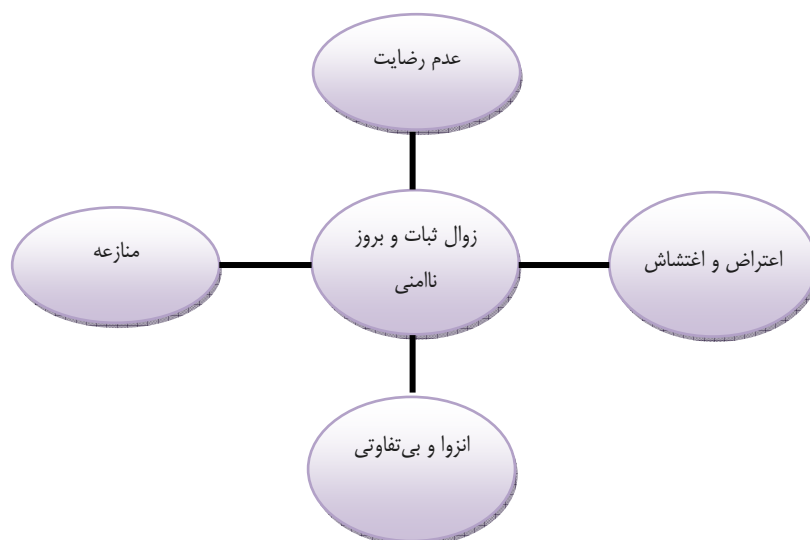 عدم رضایت
اعتراض و اغتشاش
زوال ثبات و بروز
ناامنی
منازعه
انزوا و بی‌تفاوتی